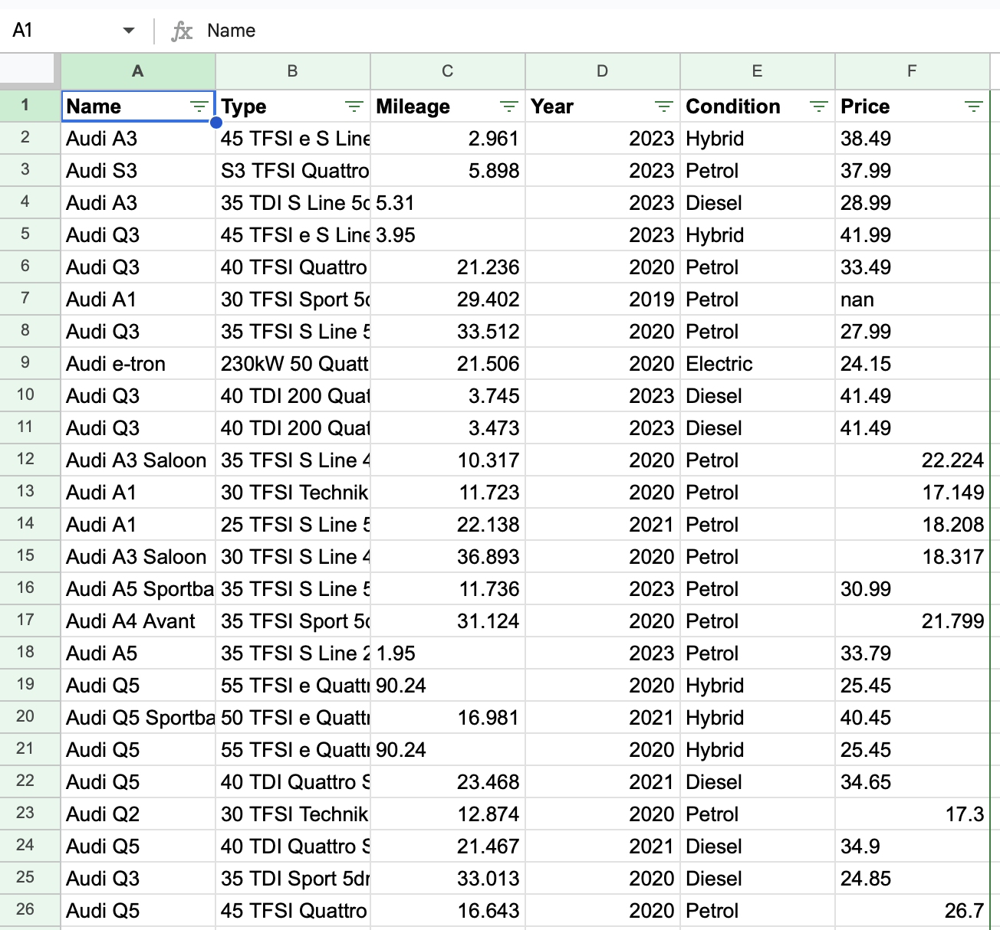 A1 fx Name
A B C D E F
1 Name Type Mileage Year Condition Price
2 Audi A3 45 TFSI e S Line 2.961 2023 Hybrid 38.49
3 Audi S3 S3 TFSI Quattro 5.898 2023 Petrol 37.99
4 Audi A3 35 TDI S Line 5d 5.31 2023 Diesel 28.99
5 Audi Q3 45 TFSI e S Line 3.95 2023 Hybrid 41.99
6 Audi Q3 40 TFSI Quattro 21.236 2020 Petrol 33.49
7 Audi A1 30 TFSI Sport 5d 29.402 2019 Petrol nan
8 Audi Q3 35 TFSI S Line 5 33.512 2020 Petrol 27.99
9 Audi e-tron 230kW 50 Quatt 21.506 2020 Electric 24.15
10 Audi Q3 40 TDI 200 Quat 3.745 2023 Diesel 41.49
11 Audi Q3 40 TDI 200 Quat 3.473 2023 Diesel 41.49
12 Audi A3 Saloon 35 TFSI S Line 4 10.317 2020 Petrol 22.224
13 Audi A1 30 TFSI Technik 11.723 2020 Petrol 17.149
14 Audi A1 25 TFSI S Line 5 22.138 2021 Petrol 18.208
15 Audi A3 Saloon 30 TFSI S Line 4 36.893 2020 Petrol 18.317
16 Audi A5 Sportba 35 TFSI S Line 5 11.736 2023 Petrol 30.99
17 Audi A4 Avant 35 TFSI Sport 5d 31.124 2020 Petrol 21.799
18 Audi A5 35 TFSI S Line 2 1.95 2023 Petrol 33.79
19 Audi Q5 55 TFSI e Quattr 90.24 2020 Hybrid 25.45
20 Audi Q5 Sportba 50 TFSI e Quattr 16.981 2021 Hybrid 40.45
21 Audi Q5 55 TFSI e Quattr 90.24 2020 Hybrid 25.45
22 Audi Q5 40 TDI Quattro S 23.468 2021 Diesel 34.65
23 Audi Q2 30 TFSI Technik 12.874 2020 Petrol 17.3
24 Audi Q5 40 TDI Quattro S 21.467 2021 Diesel 34.9
25 Audi Q3 35 TDI Sport 5dr 33.013 2020 Diesel 24.85
26 Audi Q5 45 TFSI Quattro 16.643 2020 Petrol 26.7